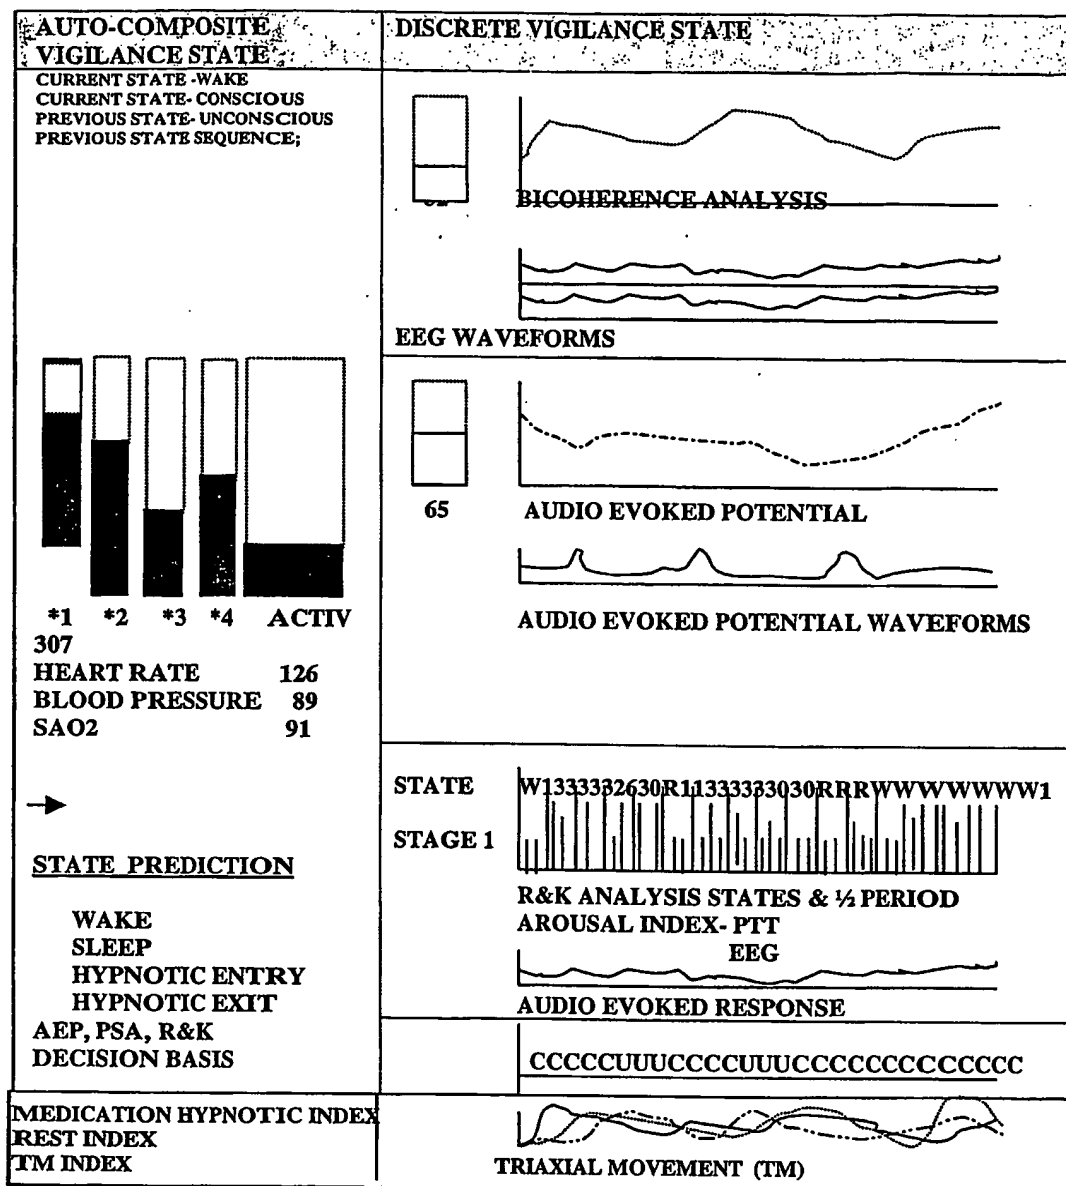 AUTO-COMPOSITE
VIGILANCE STATE
CURRENT STATE -WAKE
CURRENT STATE- CONSCIOUS
PREVIOUS STATE- UNCONSCIOUS
PREVIOUS STATE SEQUENCE;
*1 *2 *3 *4 ACTIV
307
HEART RATE 126
BLOOD PRESSURE 89
SAO2 91
STATE PREDICTION
WAKE
SLEEP
HYPNOTIC ENTRY
HYPNOTIC EXIT
AEP, PSA, R&K
DECISION BASIS
MEDICATION HYPNOTIC INDEX
REST INDEX
TM INDEX
DISCRETE VIGILANCE STATE
BICOHERENCE ANALYSIS
EEG WAVEFORMS
65
AUDIO EVOKED POTENTIAL
AUDIO EVOKED POTENTIAL WAVEFORMS
STATE
STAGE 1
R&K ANALYSIS STATES & ½ PERIOD
AROUSAL INDEX- PTT
EEG
AUDIO EVOKED RESPONSE
CCCCCUUUCCCCUUUCCCCCCCCCCCCCC
TRIAXIAL MOVEMENT (TM)